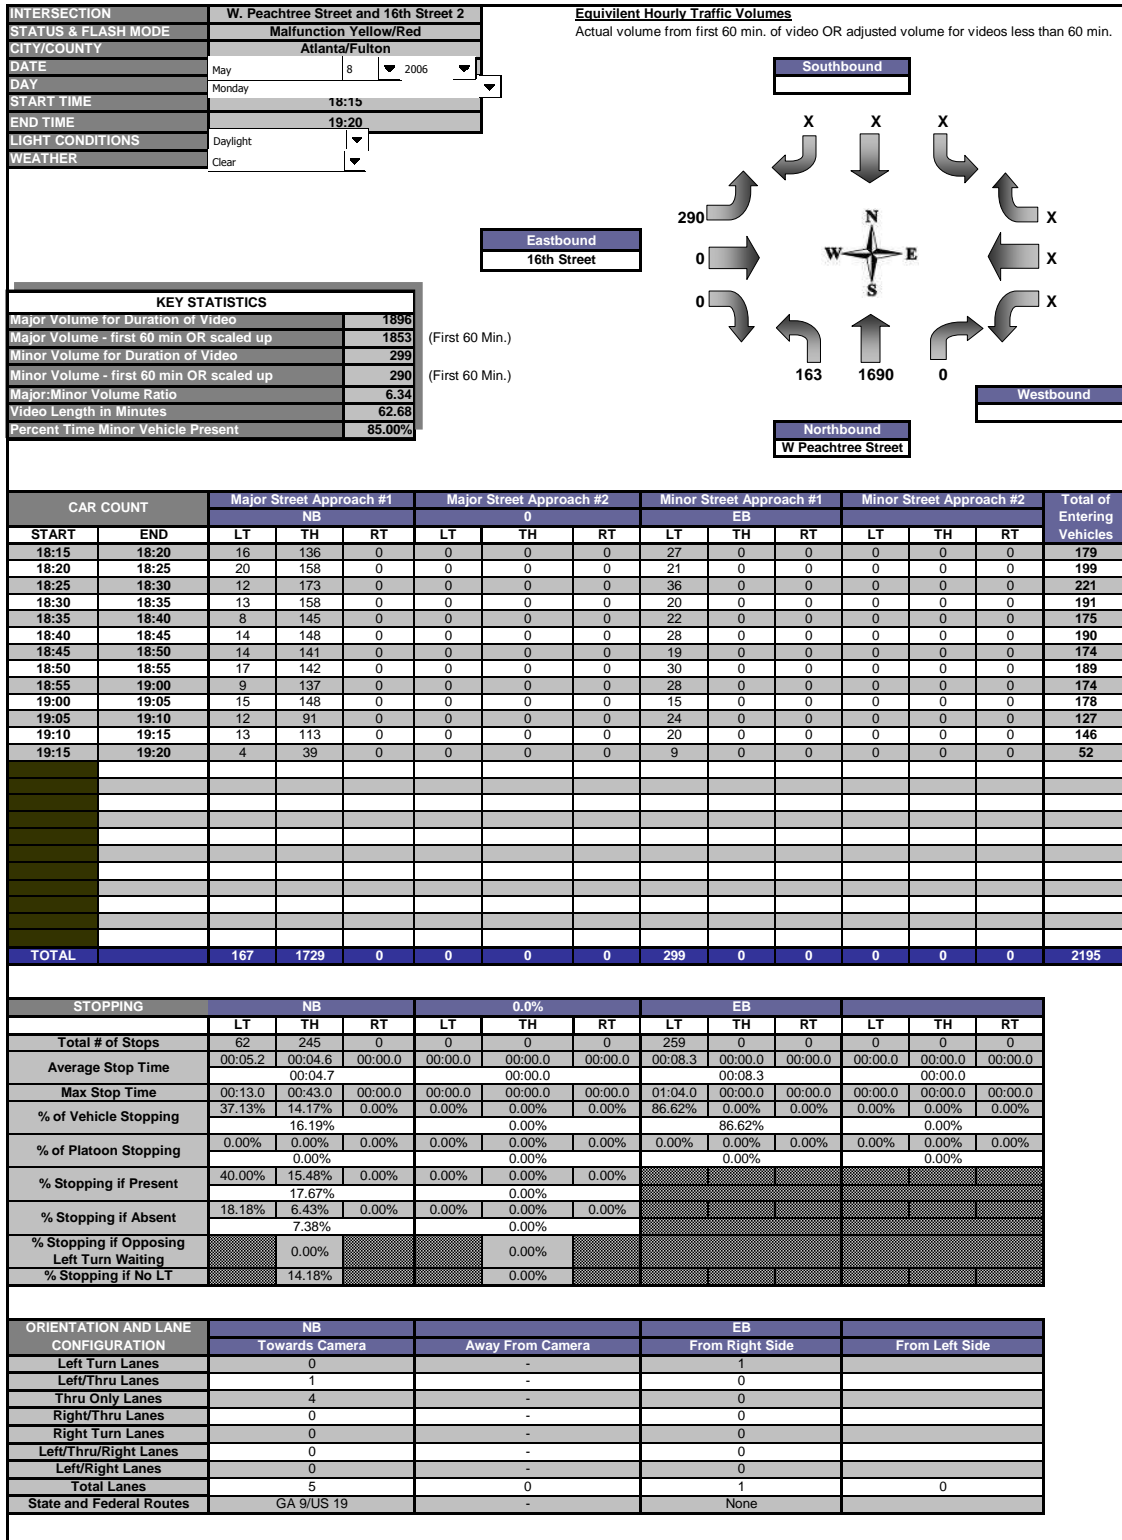 INTERSECTION W. Peachtree Street and 16th Street 2
STATUS & FLASH MODE Malfunction Yellow/Red
CITY/COUNTY Atlanta/Fulton
DATE May 8 2006
DAY Monday
START TIME 18:15
END TIME 19:20
LIGHT CONDITIONS Daylight
WEATHER Clear
Equivilent Hourly Traffic Volumes
Actual volume from first 60 min. of video OR adjusted volume for videos less than 60 min.
Southbound
X X X
290 X
0 X
0 X
N
W E
S
163 1690 0
Eastbound
16th Street
Westbound
Northbound
W Peachtree Street
KEY STATISTICS
Major Volume for Duration of Video 1896
Major Volume - first 60 min OR scaled up 1853 (First 60 Min.)
Minor Volume for Duration of Video 299
Minor Volume - first 60 min OR scaled up 290 (First 60 Min.)
Major:Minor Volume Ratio 6.34
Video Length in Minutes 62.68
Percent Time Minor Vehicle Present 85.00%
CAR COUNT Major Street Approach #1 Major Street Approach #2 Minor Street Approach #1 Minor Street Approach #2 Total of
NB 0 EB Entering
START END LT TH RT LT TH RT LT TH RT LT TH RT Vehicles
18:15 18:20 16 136 0 0 0 0 27 0 0 0 0 0 179
18:20 18:25 20 158 0 0 0 0 21 0 0 0 0 0 199
18:25 18:30 12 173 0 0 0 0 36 0 0 0 0 0 221
18:30 18:35 13 158 0 0 0 0 20 0 0 0 0 0 191
18:35 18:40 8 145 0 0 0 0 22 0 0 0 0 0 175
18:40 18:45 14 148 0 0 0 0 28 0 0 0 0 0 190
18:45 18:50 14 141 0 0 0 0 19 0 0 0 0 0 174
18:50 18:55 17 142 0 0 0 0 30 0 0 0 0 0 189
18:55 19:00 9 137 0 0 0 0 28 0 0 0 0 0 174
19:00 19:05 15 148 0 0 0 0 15 0 0 0 0 0 178
19:05 19:10 12 91 0 0 0 0 24 0 0 0 0 0 127
19:10 19:15 13 113 0 0 0 0 20 0 0 0 0 0 146
19:15 19:20 4 39 0 0 0 0 9 0 0 0 0 0 52
TOTAL 167 1729 0 0 0 0 299 0 0 0 0 0 2195
STOPPING NB 0.0% EB
LT TH RT LT TH RT LT TH RT LT TH RT
Total # of Stops 62 245 0 0 0 0 259 0 0 0 0 0
Average Stop Time 00:05.2 00:04.6 00:00.0 00:00.0 00:00.0 00:00.0 00:08.3 00:00.0 00:00.0 00:00.0 00:00.0 00:00.0
00:04.7 00:00.0 00:08.3 00:00.0
Max Stop Time 00:13.0 00:43.0 00:00.0 00:00.0 00:00.0 00:00.0 01:04.0 00:00.0 00:00.0 00:00.0 00:00.0 00:00.0
% of Vehicle Stopping 37.13% 14.17% 0.00% 0.00% 0.00% 0.00% 86.62% 0.00% 0.00% 0.00% 0.00% 0.00%
16.19% 0.00% 86.62% 0.00%
% of Platoon Stopping 0.00% 0.00% 0.00% 0.00% 0.00% 0.00% 0.00% 0.00% 0.00% 0.00% 0.00% 0.00%
0.00% 0.00% 0.00% 0.00%
% Stopping if Present 40.00% 15.48% 0.00% 0.00% 0.00% 0.00%
17.67% 0.00%
% Stopping if Absent 18.18% 6.43% 0.00% 0.00% 0.00% 0.00%
7.38% 0.00%
% Stopping if Opposing
Left Turn Waiting 0.00% 0.00%
% Stopping if No LT 14.18% 0.00%
ORIENTATION AND LANE NB EB
CONFIGURATION Towards Camera Away From Camera From Right Side From Left Side
Left Turn Lanes 0 - 1
Left/Thru Lanes 1 - 0
Thru Only Lanes 4 - 0
Right/Thru Lanes 0 - 0
Right Turn Lanes 0 - 0
Left/Thru/Right Lanes 0 - 0
Left/Right Lanes 0 - 0
Total Lanes 5 0 1 0
State and Federal Routes GA 9/US 19 - None